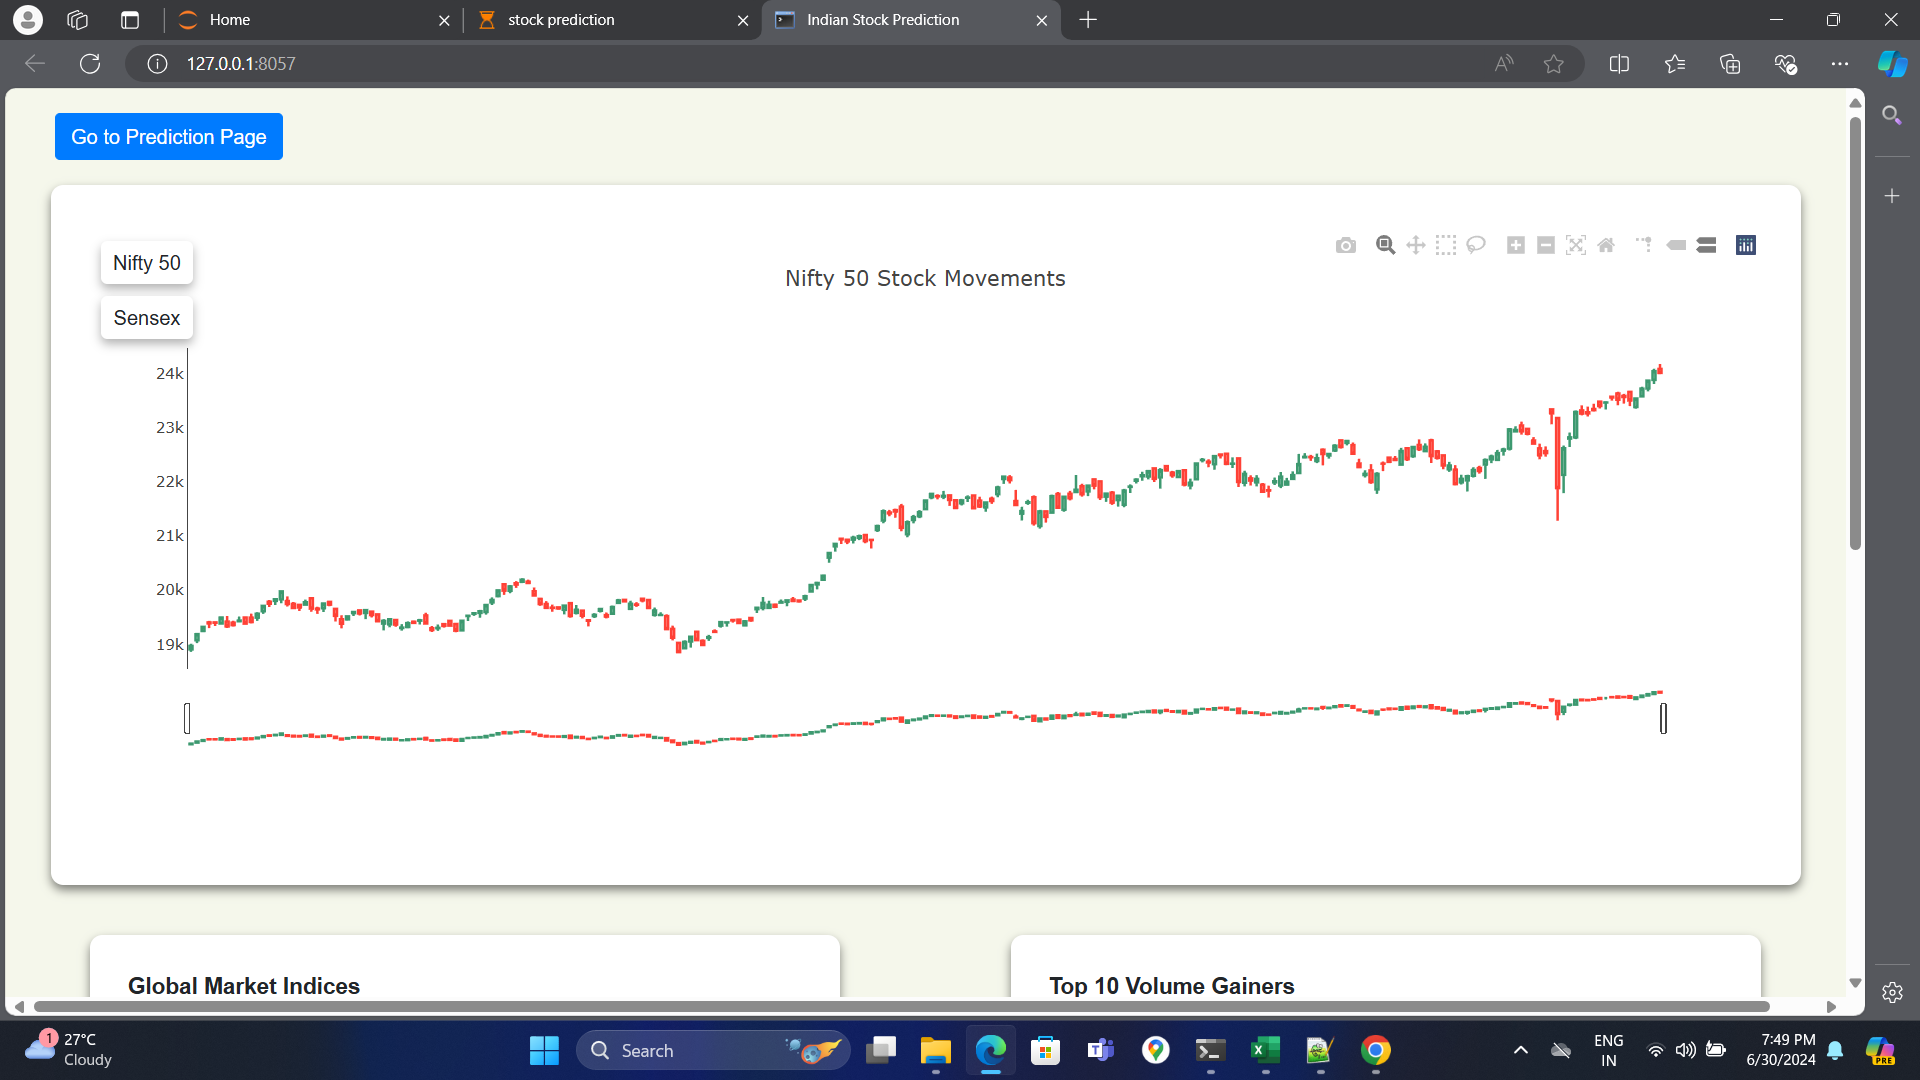 Home
stock prediction
Indian Stock Prediction
127.0.0.1:8057
Go to Prediction Page
Nifty 50
Sensex
Nifty 50 Stock Movements
24k
23k
22k
21k
20k
19k
Global Market Indices
Top 10 Volume Gainers
1
27°C
Cloudy
Search
ENG
IN
7:49 PM
6/30/2024
PRE